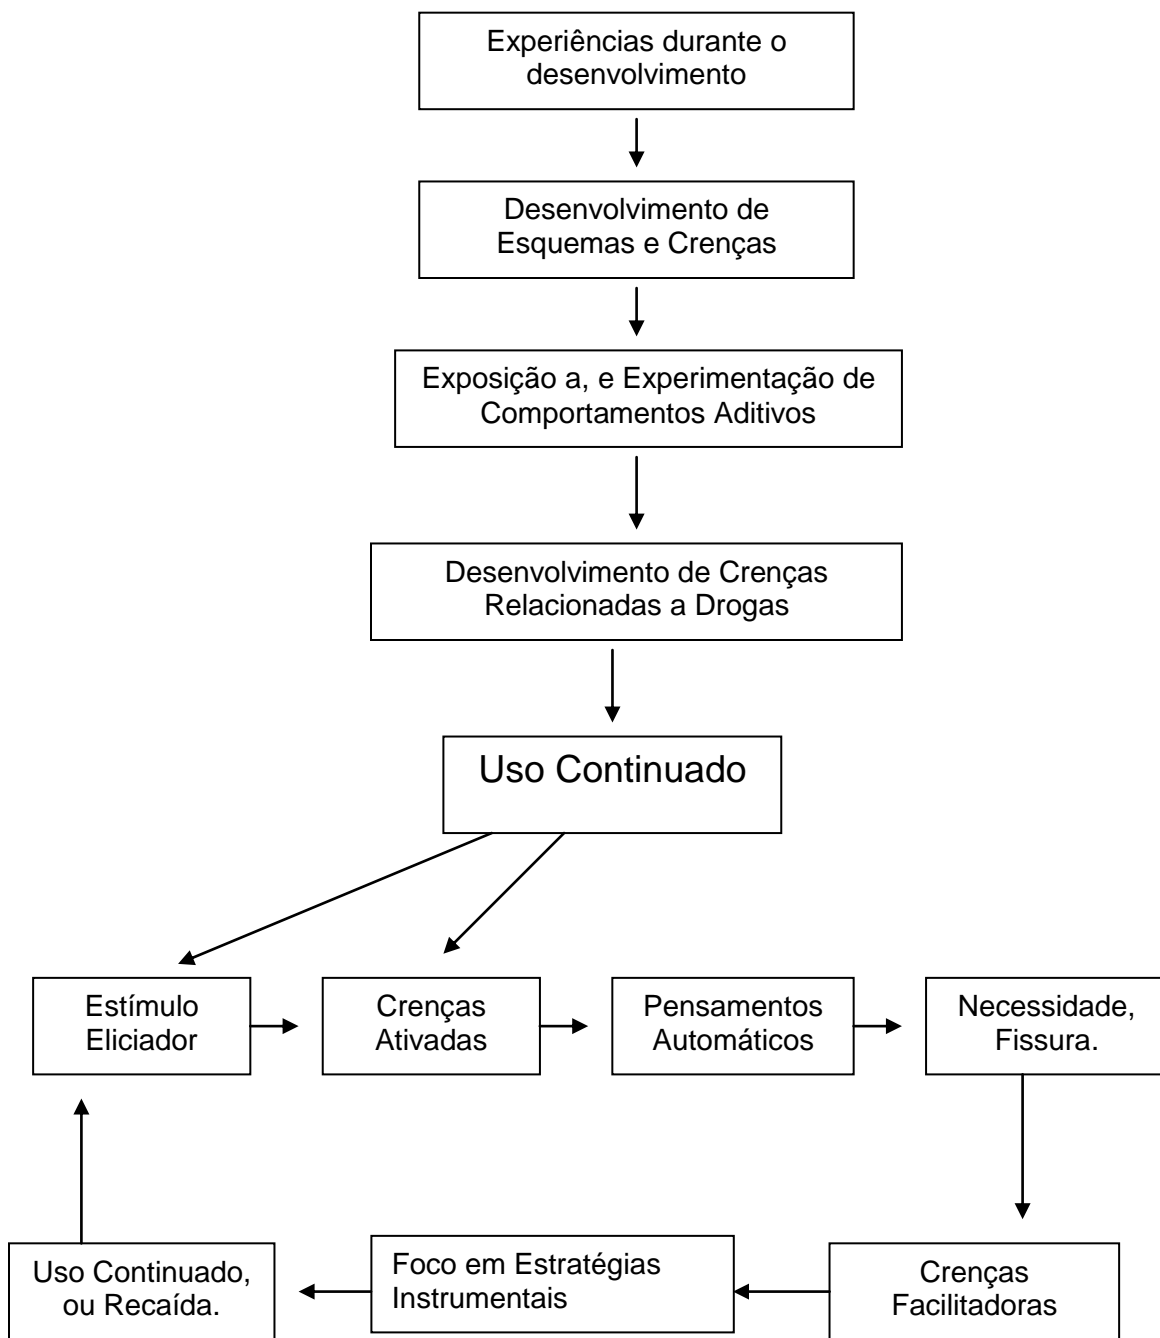 Experiências durante o
desenvolvimento
Desenvolvimento de
Esquemas e Crenças
Exposição a, e Experimentação de
Comportamentos Aditivos
Desenvolvimento de Crenças
Relacionadas a Drogas
Uso Continuado
Estímulo
Eliciador
Crenças
Ativadas
Pensamentos
Automáticos
Necessidade,
Fissura.
Uso Continuado,
ou Recaída.
Foco em Estratégias
Instrumentais
Crenças
Facilitadoras